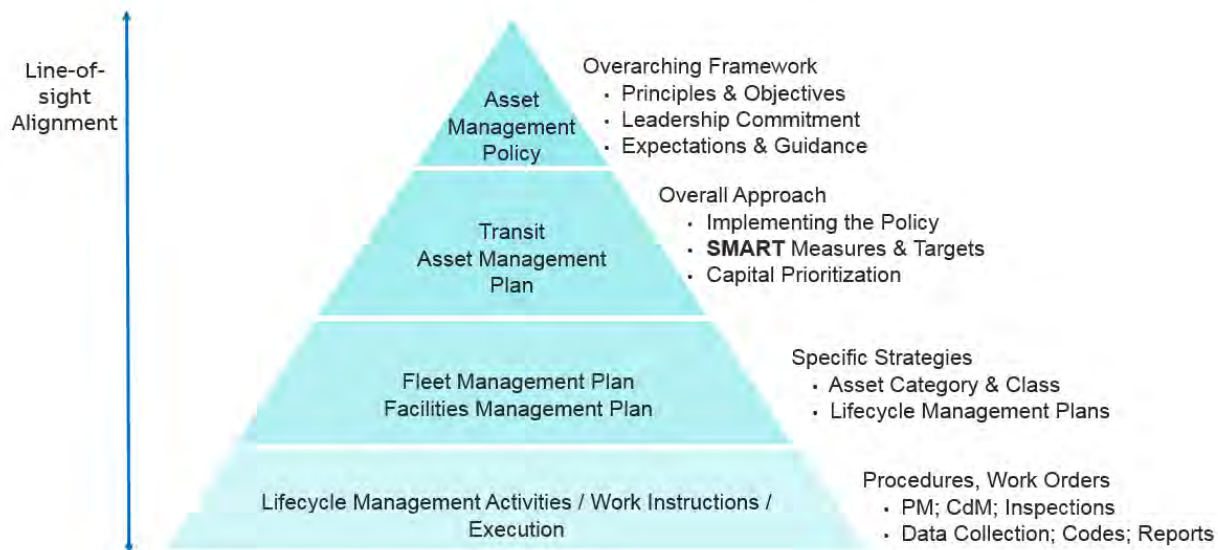 Line-of-
sight
Alignment
Asset
Management
Policy
Overarching Framework
• Principles & Objectives
• Leadership Commitment
• Expectations & Guidance
Transit
Asset Management
Plan
Overall Approach
• Implementing the Policy
• SMART Measures & Targets
• Capital Prioritization
Fleet Management Plan
Facilities Management Plan
Specific Strategies
• Asset Category & Class
• Lifecycle Management Plans
Lifecycle Management Activities / Work Instructions /
Execution
Procedures, Work Orders
• PM; CdM; Inspections
• Data Collection; Codes; Reports